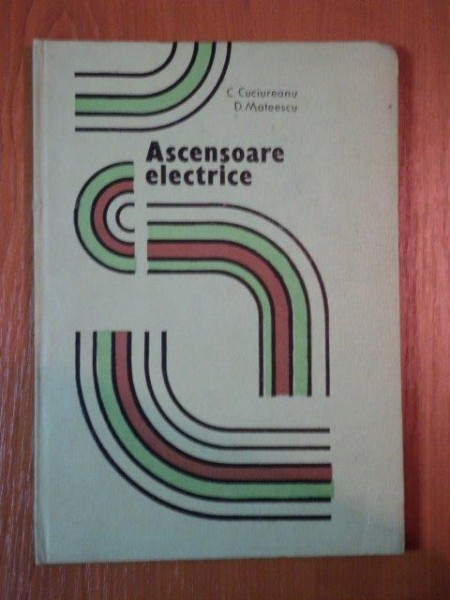 C. Cuciureanu
D. Mateescu
Ascensoare
electrice